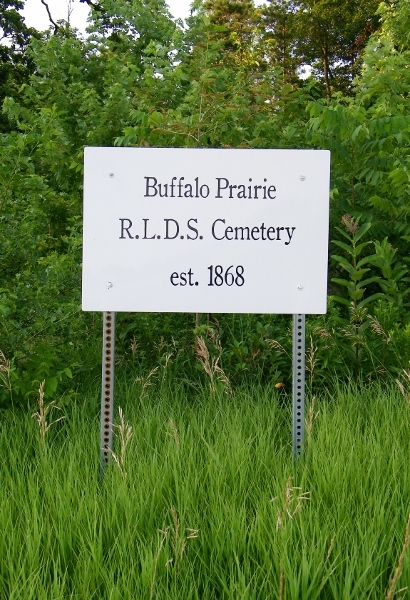 Buffalo Prairie
R.L.D.S. Cemetery
est. 1868